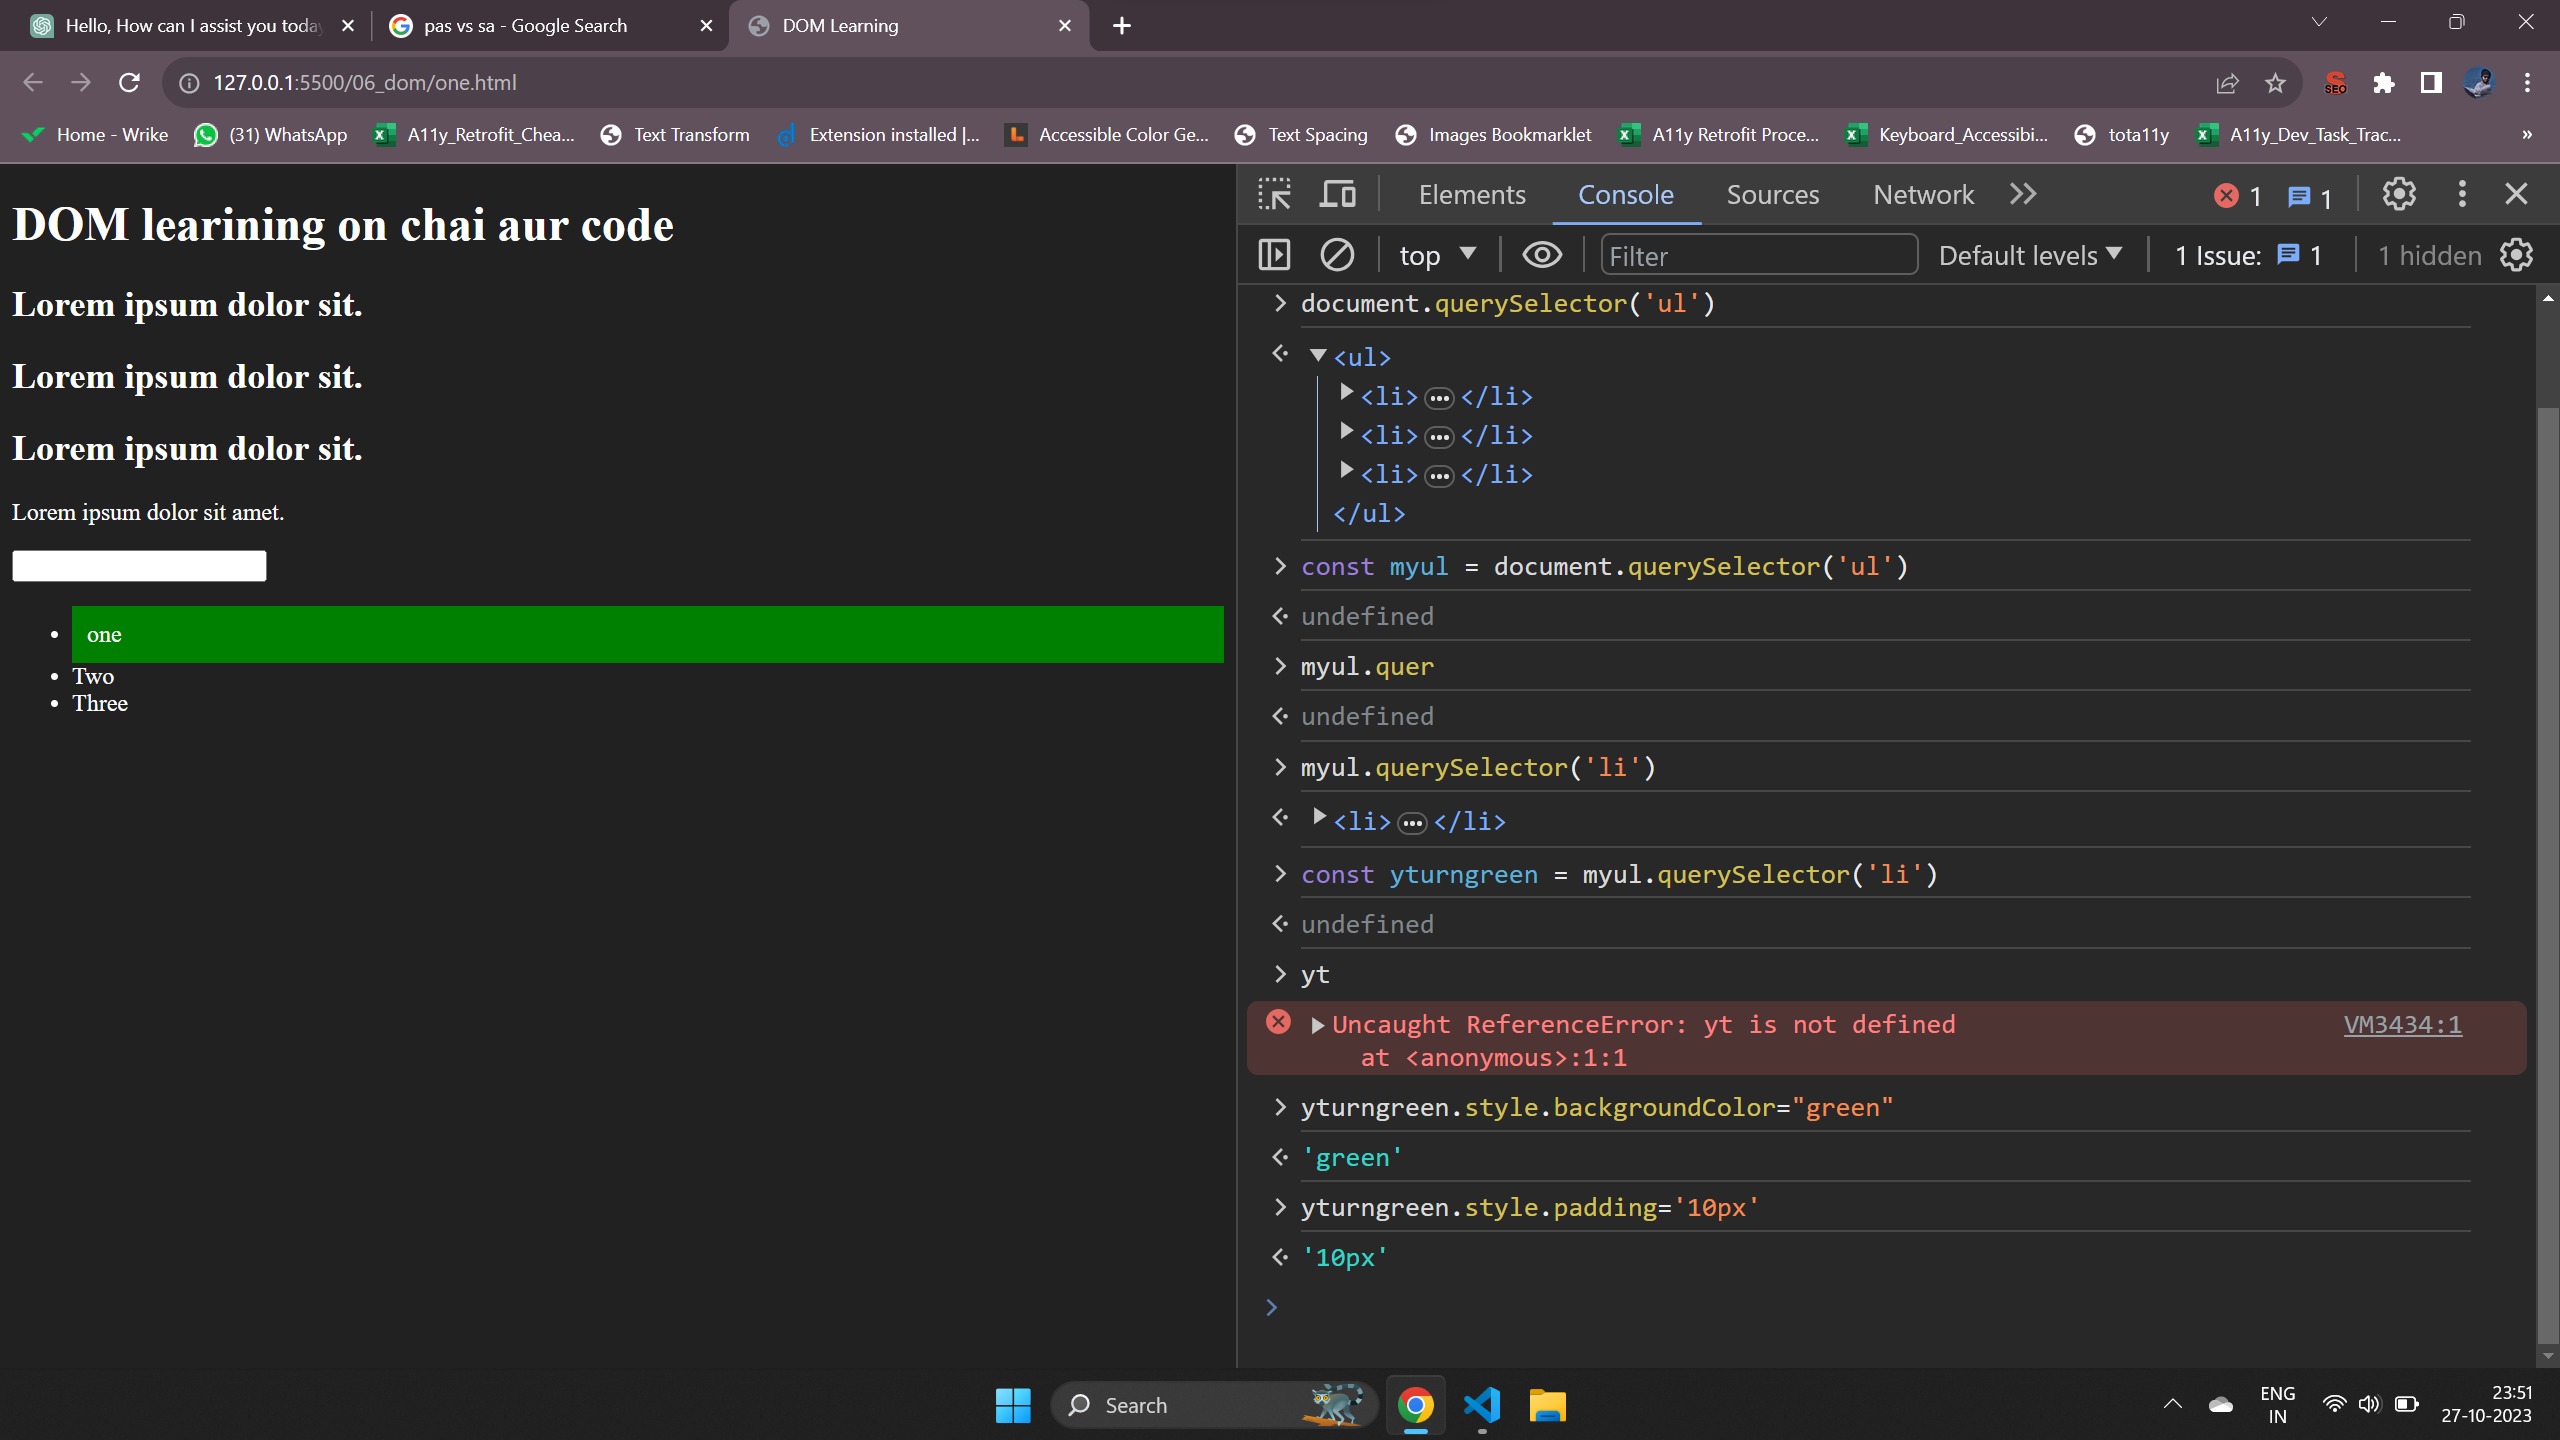 Hello, How can I assist you today
pas vs sa - Google Search
DOM Learning
127.0.0.1:5500/06_dom/one.html
SEO
Home - Wrike
(31) WhatsApp
A11y_Retrofit_Chea...
Text Transform
Extension installed |...
Accessible Color Ge...
Text Spacing
Images Bookmarklet
A11y Retrofit Proce...
Keyboard_Accessibi...
tota11y
A11y_Dev_Task_Trac...
»
DOM learining on chai aur code
Lorem ipsum dolor sit.
Lorem ipsum dolor sit.
Lorem ipsum dolor sit.
Lorem ipsum dolor sit amet.
• one
• Two
• Three
Elements Console Sources Network 1 1
top Filter Default levels 1 Issue: 1 1 hidden
document.querySelector('ul')
<ul>
<li>…</li>
<li>…</li>
<li>…</li>
</ul>
const myul = document.querySelector('ul')
undefined
myul.quer
undefined
myul.querySelector('li')
<li>…</li>
const yturngreen = myul.querySelector('li')
undefined
yt
Uncaught ReferenceError: yt is not defined VM3434:1
at <anonymous>:1:1
yturngreen.style.backgroundColor="green"
'green'
yturngreen.style.padding='10px'
'10px'
Search
ENG
IN
23:51
27-10-2023